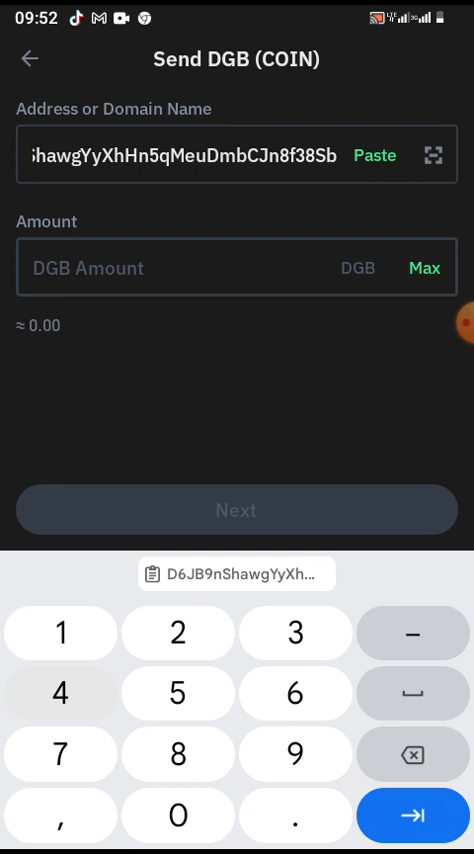 09:52
Send DGB (COIN)
Address or Domain Name
ShawgYyXhHn5qMeuDmbCJn8f38Sb Paste
Amount
DGB Amount DGB Max
≈ 0.00
Next
D6JB9nShawgYyXh...
1 2 3 –
4 5 6
7 8 9
, 0 .